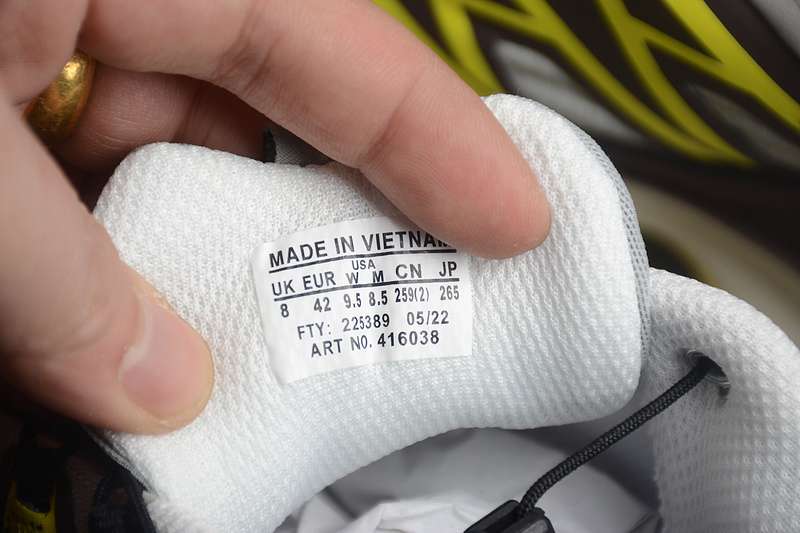 MADE IN VIETNAM
USA
UK EUR W M CN JP
8 42 9.5 8.5 259(2) 265
FTY: 225389 05/22
ART NO. 416038